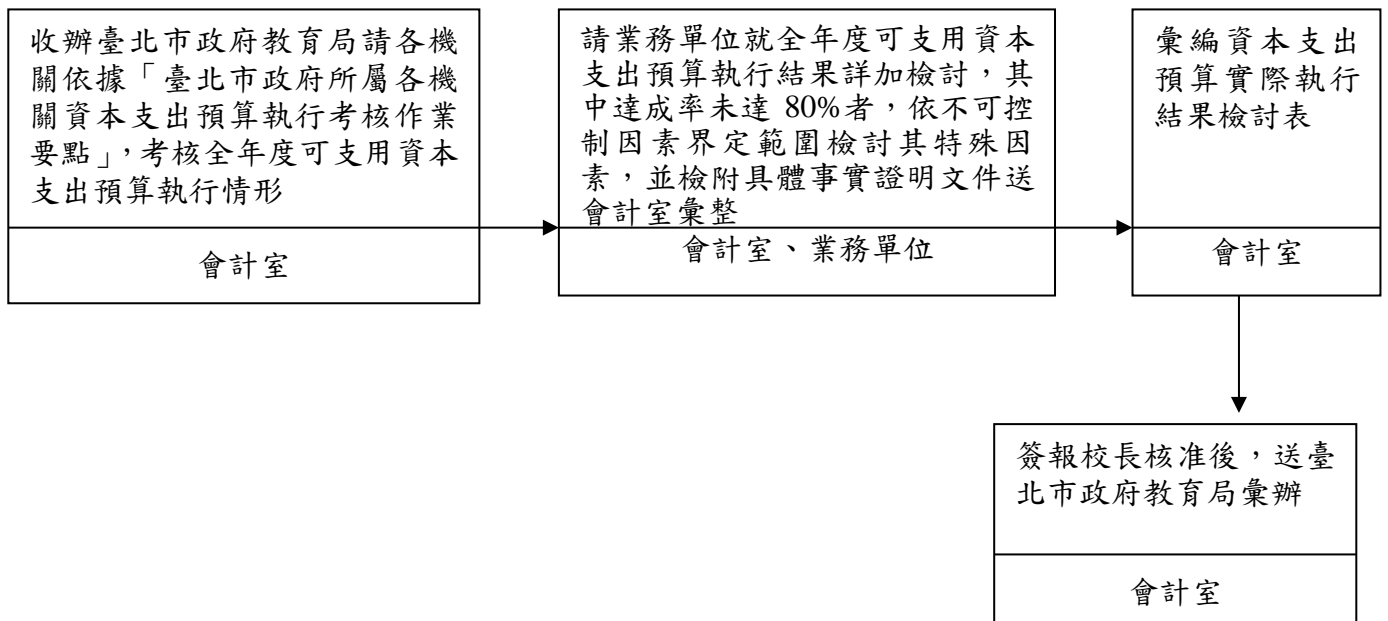 收辦臺北市政府教育局請各機
關依據「臺北市政府所屬各機
關資本支出預算執行考核作業
要點」,考核全年度可支用資本
支出預算執行情形
會計室
請業務單位就全年度可支用資本
支出預算執行結果詳加檢討,其
中達成率未達 80%者,依不可控
制因素界定範圍檢討其特殊因
素,並檢附具體事實證明文件送
會計室彙整
會計室、業務單位
彙編資本支出
預算實際執行
結果檢討表
會計室
簽報校長核准後,送臺
北市政府教育局彙辦
會計室